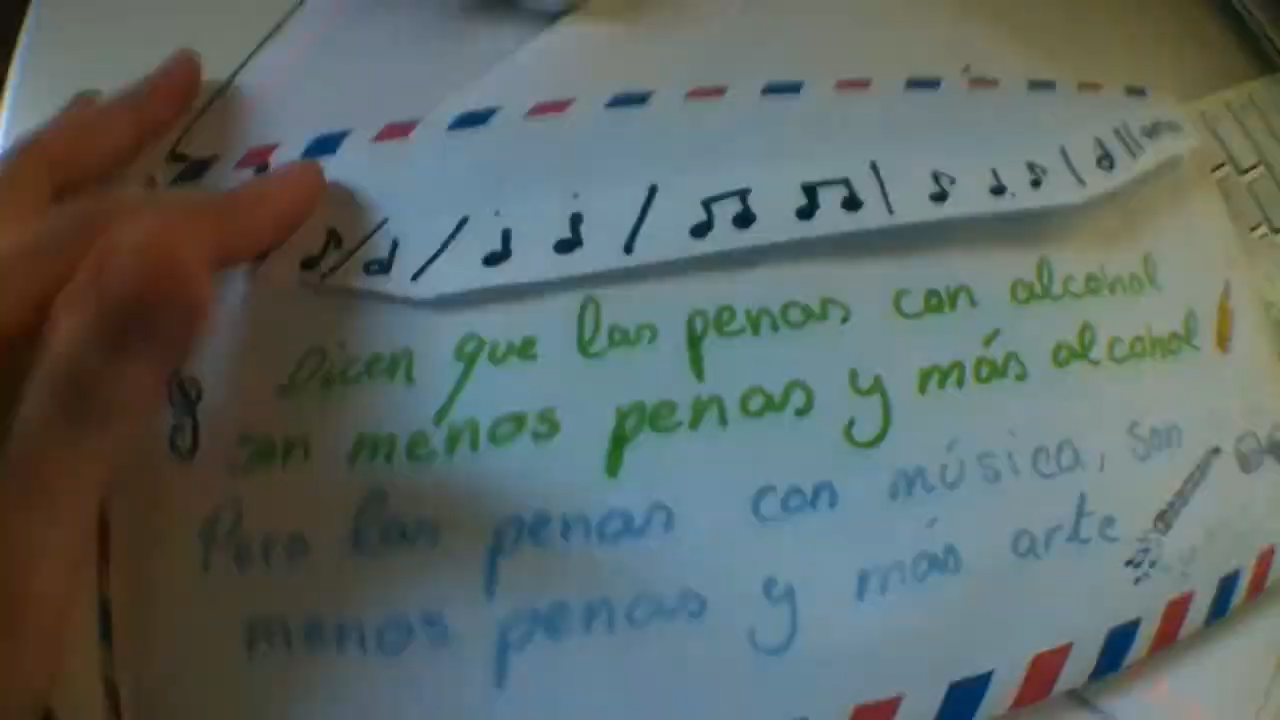 Dicen que las penas con alcohol
son menos penas y más alcohol
Pero las penas con música, son
menos penas y más arte